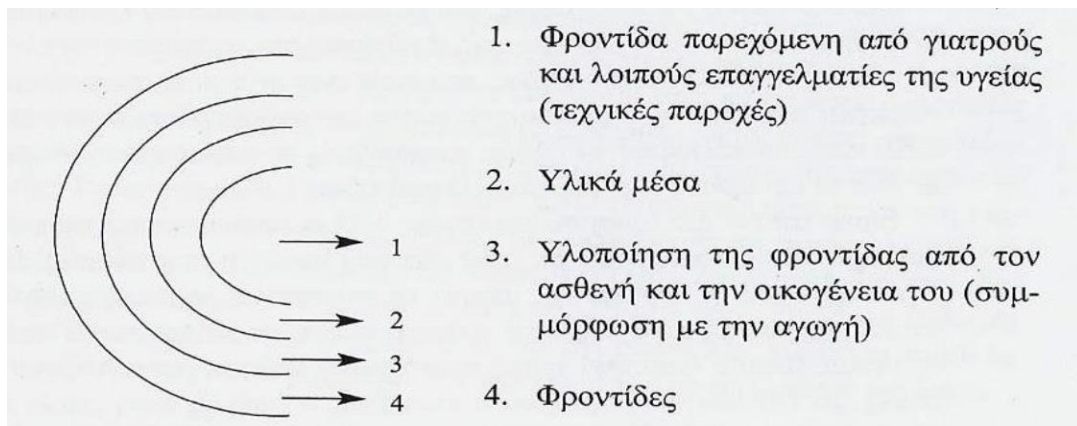 1. Φροντίδα παρεχόμενη από γιατρούς
και λοιπούς επαγγελματίες της υγείας
(τεχνικές παροχές)
2. Υλικά μέσα
3. Υλοποίηση της φροντίδας από τον
ασθενή και την οικογένεια του (συμ-
μόρφωση με την αγωγή)
4. Φροντίδες
1
2
3
4